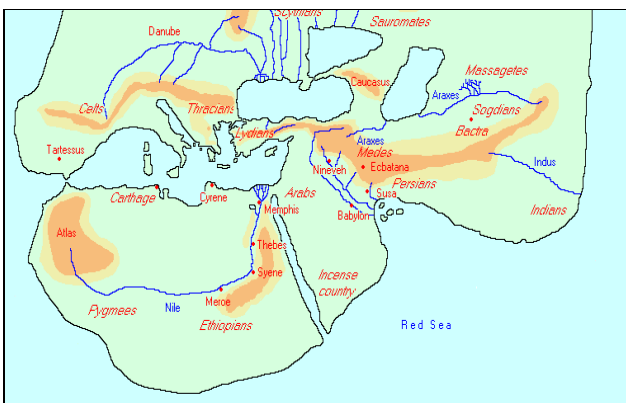 Scythians
Sauromates
Danube
Massagetes
Caucasus
Araxes
Celts
Thracians
Sogdians
Lydians
Araxes
Bactra
Tartessus
Medes
Nineveh
Ecbatana
Indus
Persians
Carthage
Cyrene
Arabs
Susa
Memphis
Babylon
Indians
Atlas
Thebes
Syene
Incense
country
Meroe
Pygmees
Nile
Ethiopians
Red Sea